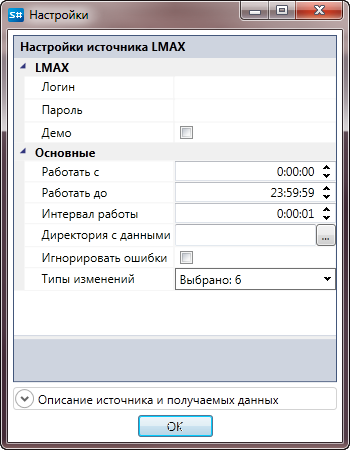 S# Настройки
Настройки источника LMAX
LMAX
Логин
Пароль
Демо
Основные
Работать с 0:00:00
Работать до 23:59:59
Интервал работы 0:00:01
Директория с данными ...
Игнорировать ошибки
Типы изменений Выбрано: 6
Описание источника и получаемых данных
OK